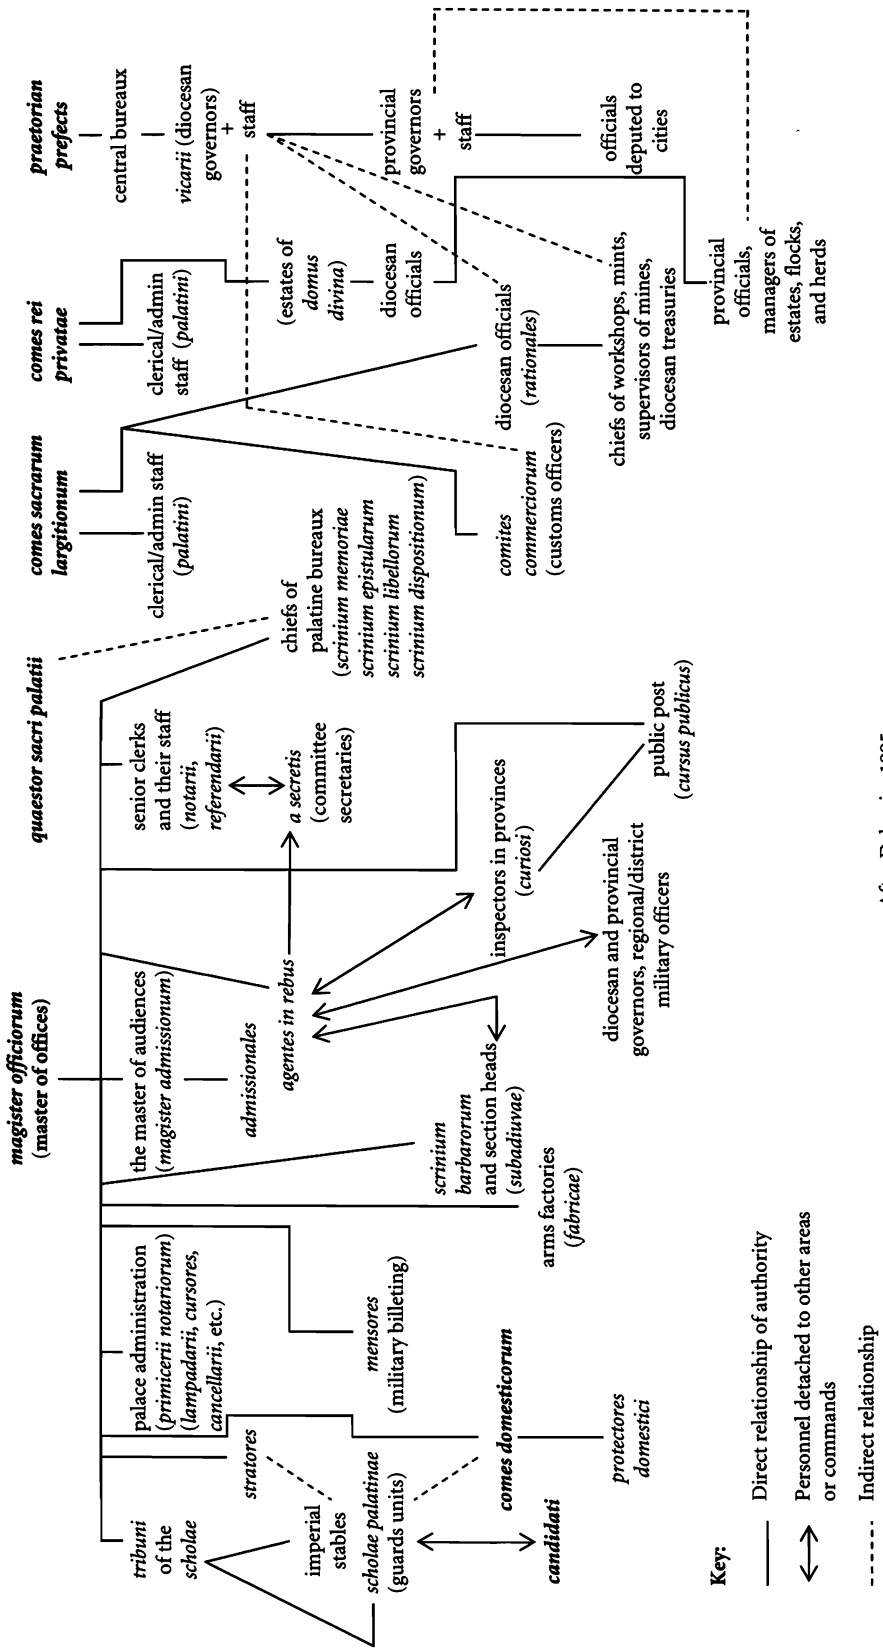 magister officiorum
(master of offices)
quaestor sacri palatii
comes sacrarum
largitionum
comes rei
privatae
praetorian
prefects
tribuni
of the
scholae
palace administration
(primicerii notariorum)
(lampadarii, cursores,
cancellarii, etc.)
the master of audiences
(magister admissionum)
senior clerks
and their staff
(notarii,
referendarii)
clerical/admin staff
(palatini)
clerical/admin
staff (palatini)
central bureaux
vicarii (diocesan
governors)
+
staff
stratores
admissionales
agentes in rebus
a secretis
(committee
secretaries)
chiefs of
palatine bureaux
(scrinium memoriae
scrinium epistularum
scrinium libellorum
scrinium dispositionum)
(estates of
domus
divina)
diocesan
officials
provincial
governors
+
staff
imperial
stables
scholae palatinae
(guards units)
mensores
(military billeting)
scrinium
barbarorum
and section heads
(subadiuvae)
inspectors in provinces
(curiosi)
comites
commerciorum
(customs officers)
diocesan officials
(rationales)
candidati
comes domesticorum
arms factories
(fabricae)
protectores
domestici
diocesan and provincial
governors, regional/district
military officers
public post
(cursus publicus)
chiefs of workshops, mints,
supervisors of mines,
diocesan treasuries
officials
deputed to
cities
provincial
officials,
managers of
estates, flocks,
and herds
Key:
Direct relationship of authority
Personnel detached to other areas
or commands
Indirect relationship